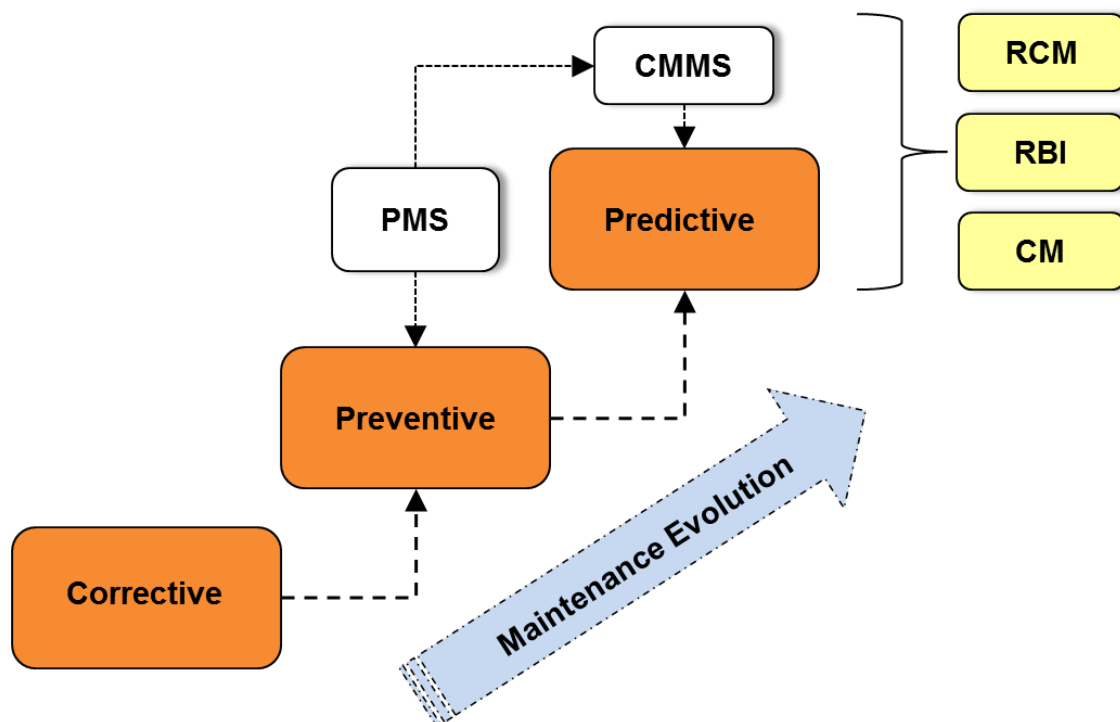 CMMS
RCM
PMS
Predictive
RBI
CM
Preventive
Corrective
Maintenance Evolution